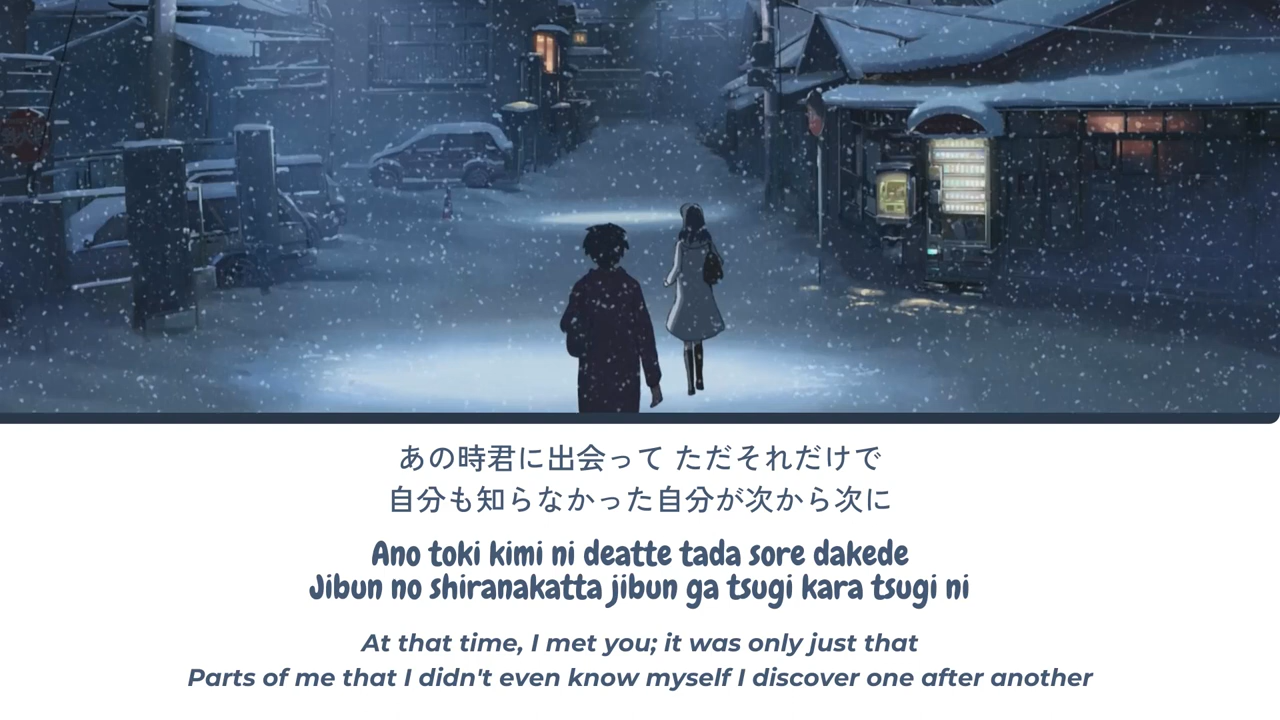 あの時君に出会って ただそれだけで
自分も知らなかった自分が次から次に
Ano toki kimi ni deatte tada sore dakede
Jibun no shiranakatta jibun ga tsugi kara tsugi ni
At that time, I met you; it was only just that
Parts of me that I didn't even know myself I discover one after another